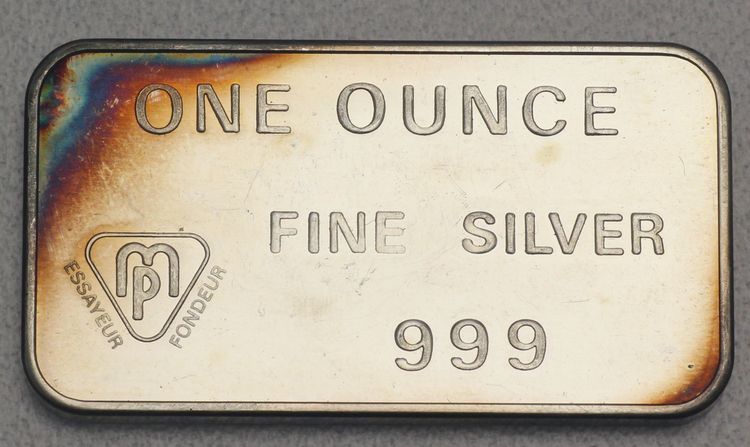 ONE OUNCE
FINE SILVER
MP
ESSAYEUR
FONDEUR
999